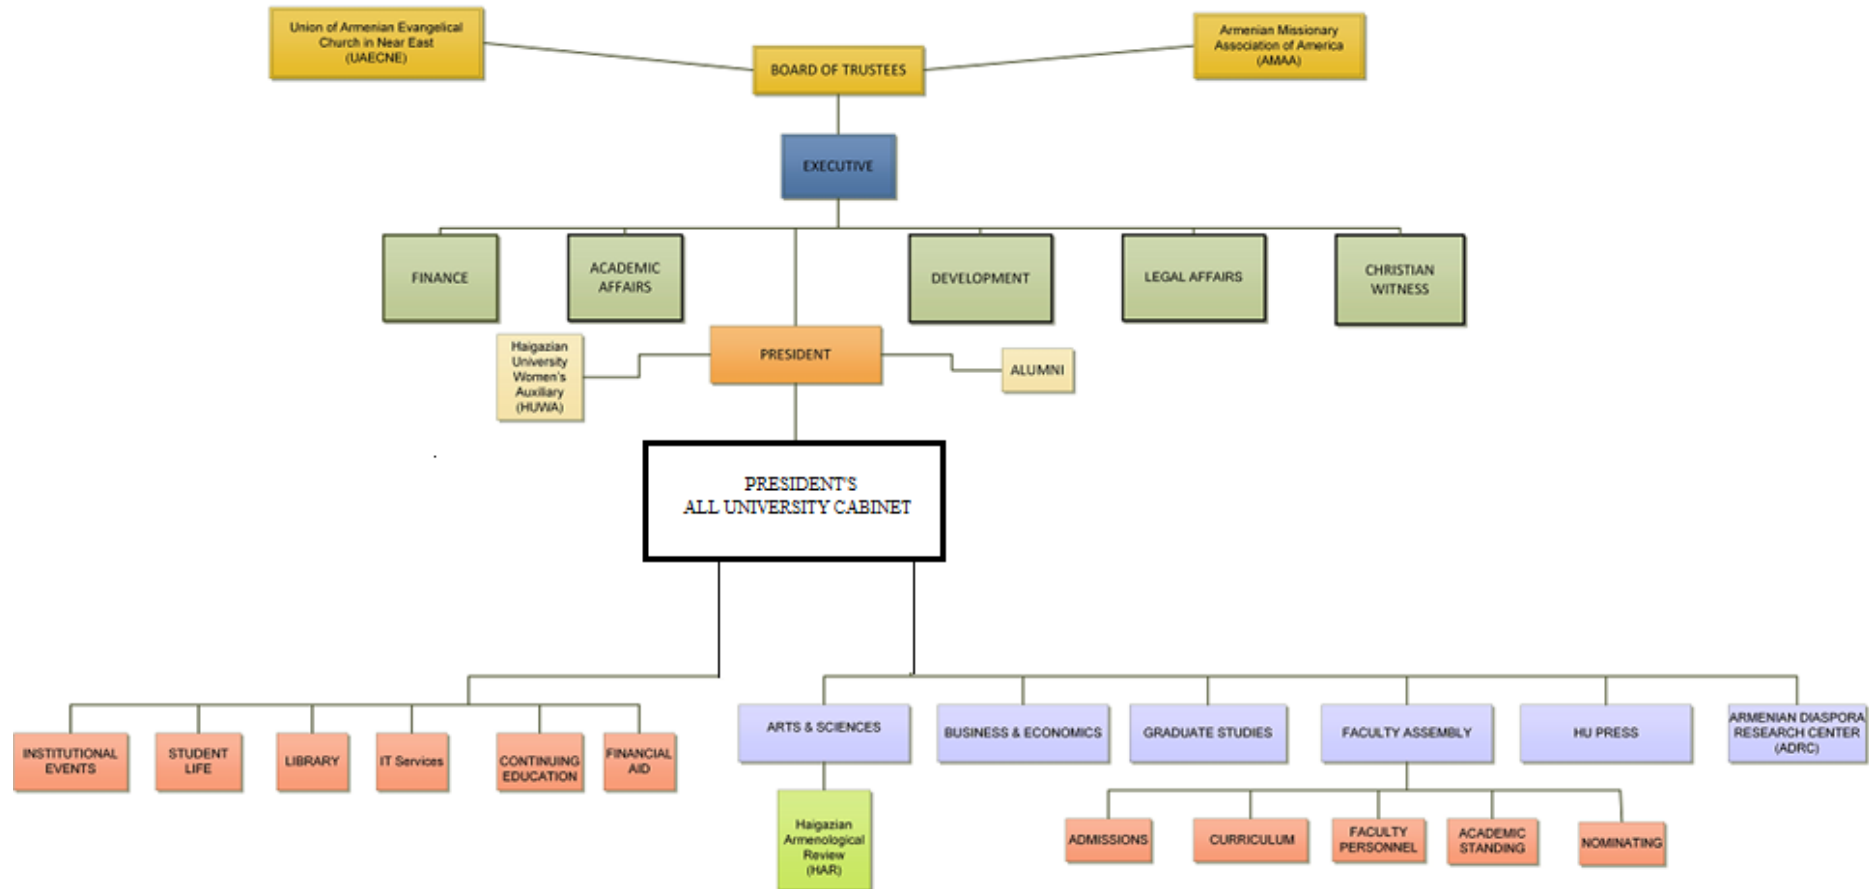 Union of Armenian Evangelical
Church in Near East
(UAECNE)
BOARD OF TRUSTEES
Armenian Missionary
Association of America
(AMAA)
EXECUTIVE
FINANCE
ACADEMIC
AFFAIRS
DEVELOPMENT
LEGAL AFFAIRS
CHRISTIAN
WITNESS
Haigazian
University
Women's
Auxiliary
(HUWA)
PRESIDENT
ALUMNI
PRESIDENT'S
ALL UNIVERSITY CABINET
INSTITUTIONAL
EVENTS
STUDENT
LIFE
LIBRARY
IT Services
CONTINUING
EDUCATION
FINANCIAL
AID
ARTS & SCIENCES
BUSINESS & ECONOMICS
GRADUATE STUDIES
FACULTY ASSEMBLY
HU PRESS
ARMENIAN DIASPORA
RESEARCH CENTER
(ADRC)
Haigazian
Armenological
Review
(HAR)
ADMISSIONS
CURRICULUM
FACULTY
PERSONNEL
ACADEMIC
STANDING
NOMINATING